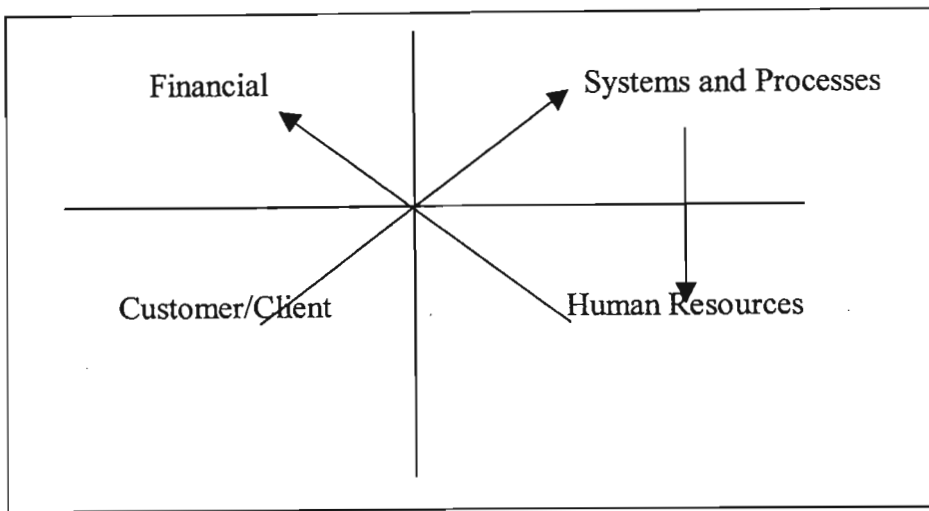 Financial
Systems and Processes
Customer/Client
Human Resources